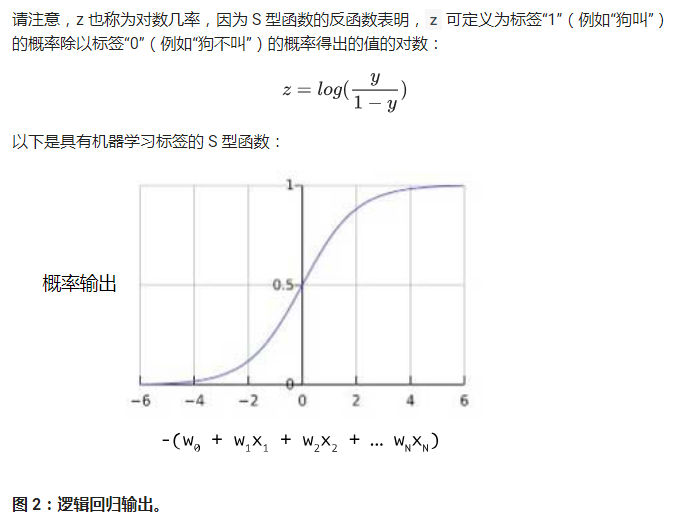 请注意，z 也称为对数几率，因为 S 型函数的反函数表明， z 可定义为标签“1”（例如“狗叫”）
的概率除以标签“0”（例如“狗不叫”）的概率得出的值的对数：
z = log(y/(1 − y))
以下是具有机器学习标签的 S 型函数：
1
概率输出
0.5
0
-6 -4 -2 0 2 4 6
-(w₀ + w₁x₁ + w₂x₂ + … wₙxₙ)
图 2：逻辑回归输出。